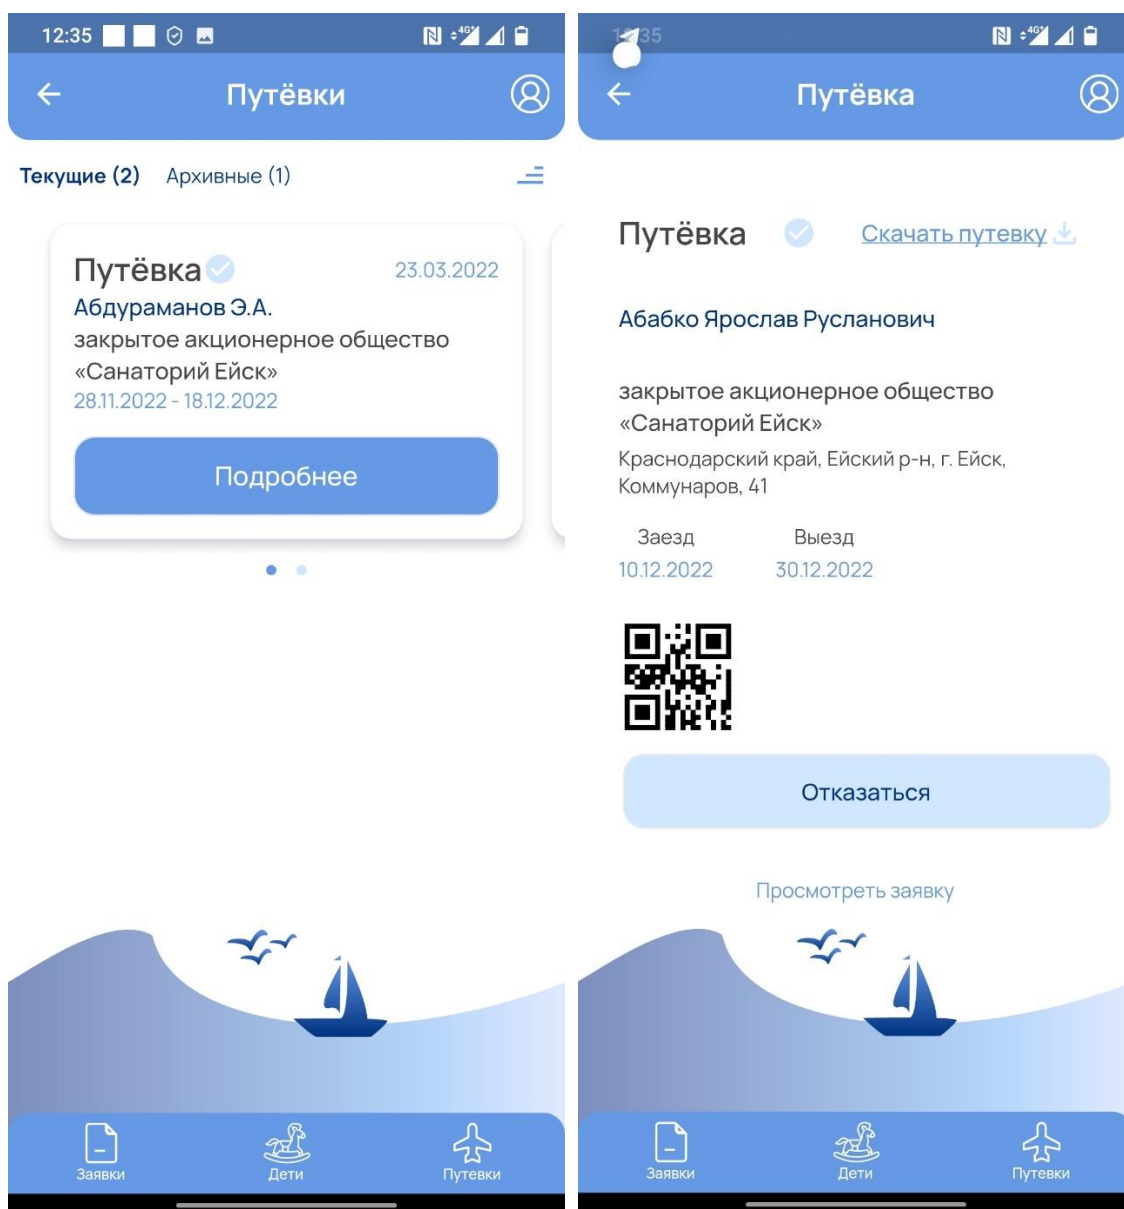 12:35
Путёвки
Текущие (2) Архивные (1)
Путёвка 23.03.2022
Абдураманов Э.А.
закрытое акционерное общество
«Санаторий Ейск»
28.11.2022 - 18.12.2022
Подробнее
Заявки Дети Путевки
12:35
Путёвка
Путёвка Скачать путевку
Абабко Ярослав Русланович
закрытое акционерное общество
«Санаторий Ейск»
Краснодарский край, Ейский р-н, г. Ейск,
Коммунаров, 41
Заезд Выезд
10.12.2022 30.12.2022
Отказаться
Просмотреть заявку
Заявки Дети Путевки